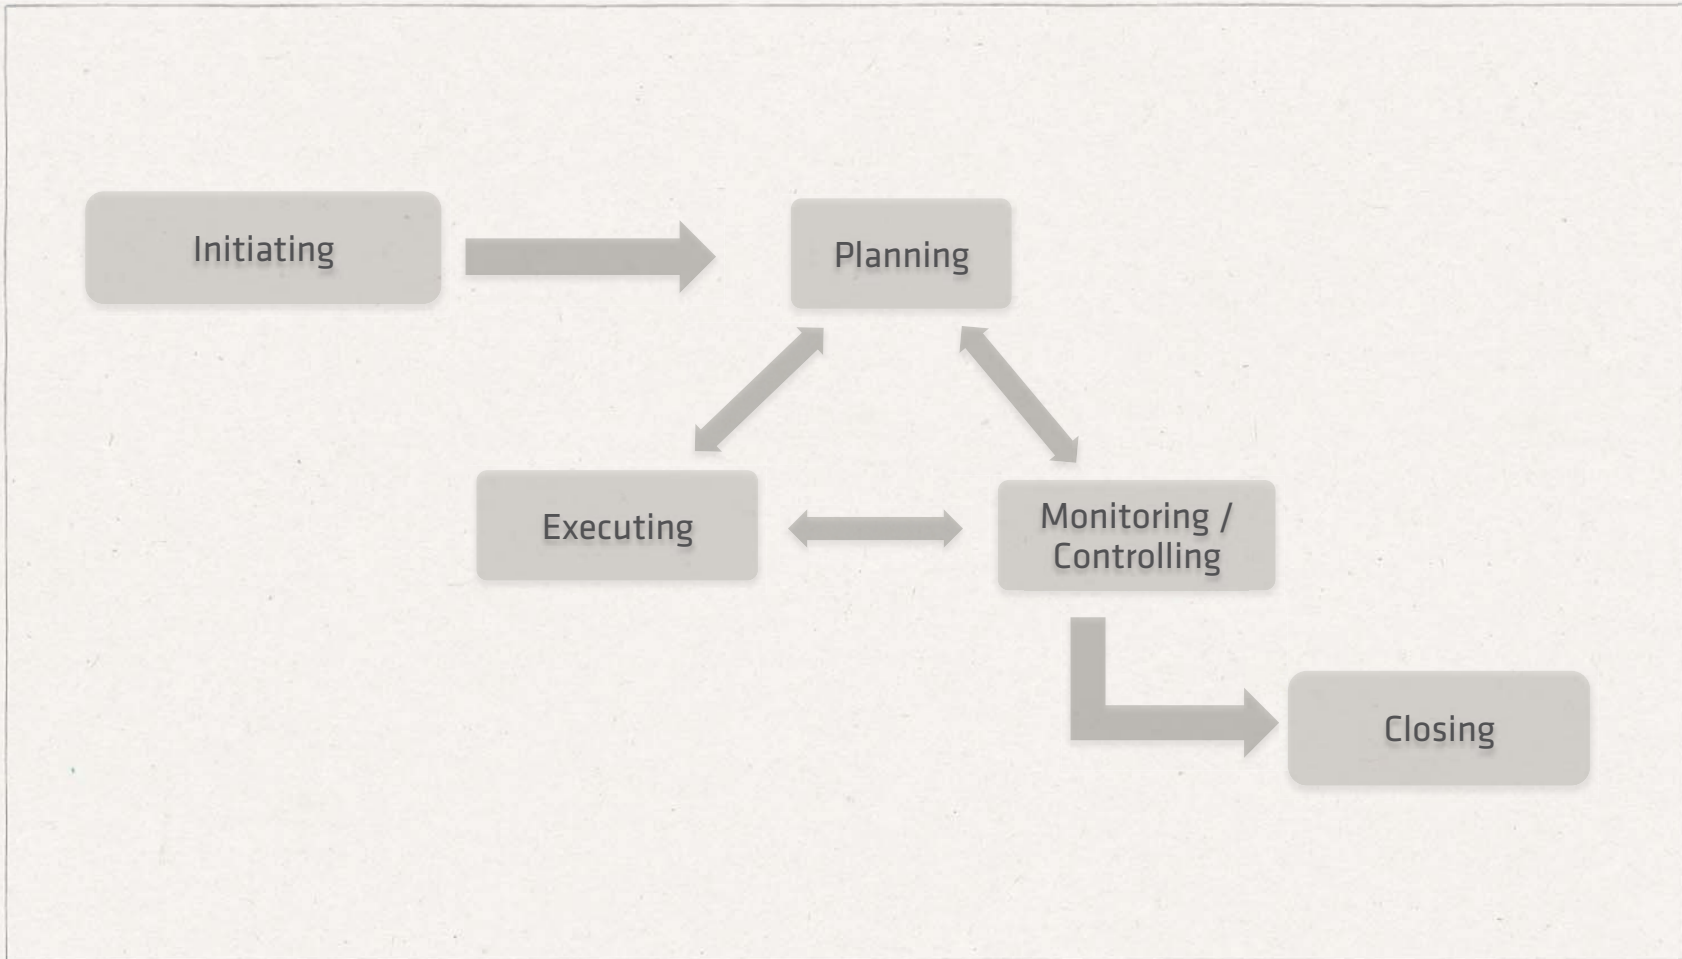 Initiating
Planning
Executing
Monitoring /
Controlling
Closing